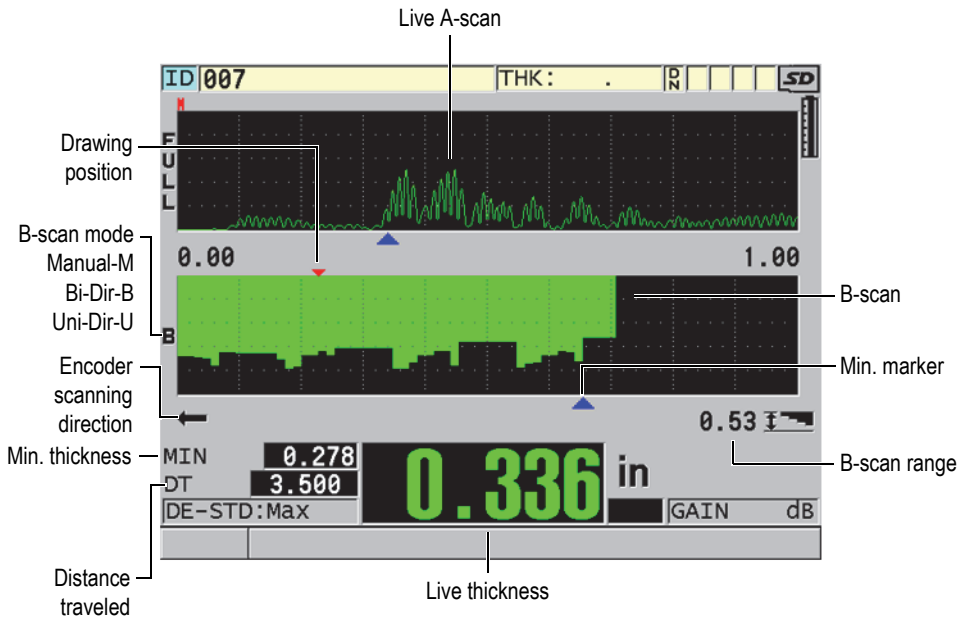 Live A-scan
ID 007 THK: . DN SD
M
FULL
Drawing
position
B-scan mode
Manual-M
Bi-Dir-B
Uni-Dir-U
0.00 1.00
B-scan
B
Encoder
scanning
direction
Min. marker
0.53
Min. thickness
MIN 0.278
B-scan range
DT 3.500
0.336 in
DE-STD:Max
GAIN dB
Distance
traveled
Live thickness